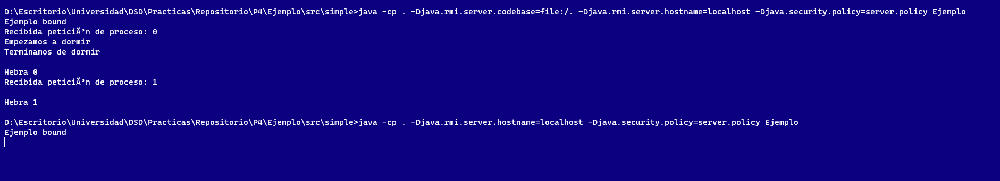 D:\Escritorio\Universidad\DSD\Practicas\Repositorio\P4\Ejemplo\src\simple>java -cp . -Djava.rmi.server.codebase=file:/. -Djava.rmi.server.hostname=localhost -Djava.security.policy=server.policy Ejemplo
Ejemplo bound
Recibida peticiÃ³n de proceso: 0
Empezamos a dormir
Terminamos de dormir
Hebra 0
Recibida peticiÃ³n de proceso: 1
Hebra 1
D:\Escritorio\Universidad\DSD\Practicas\Repositorio\P4\Ejemplo\src\simple>java -cp . -Djava.rmi.server.hostname=localhost -Djava.security.policy=server.policy Ejemplo
Ejemplo bound